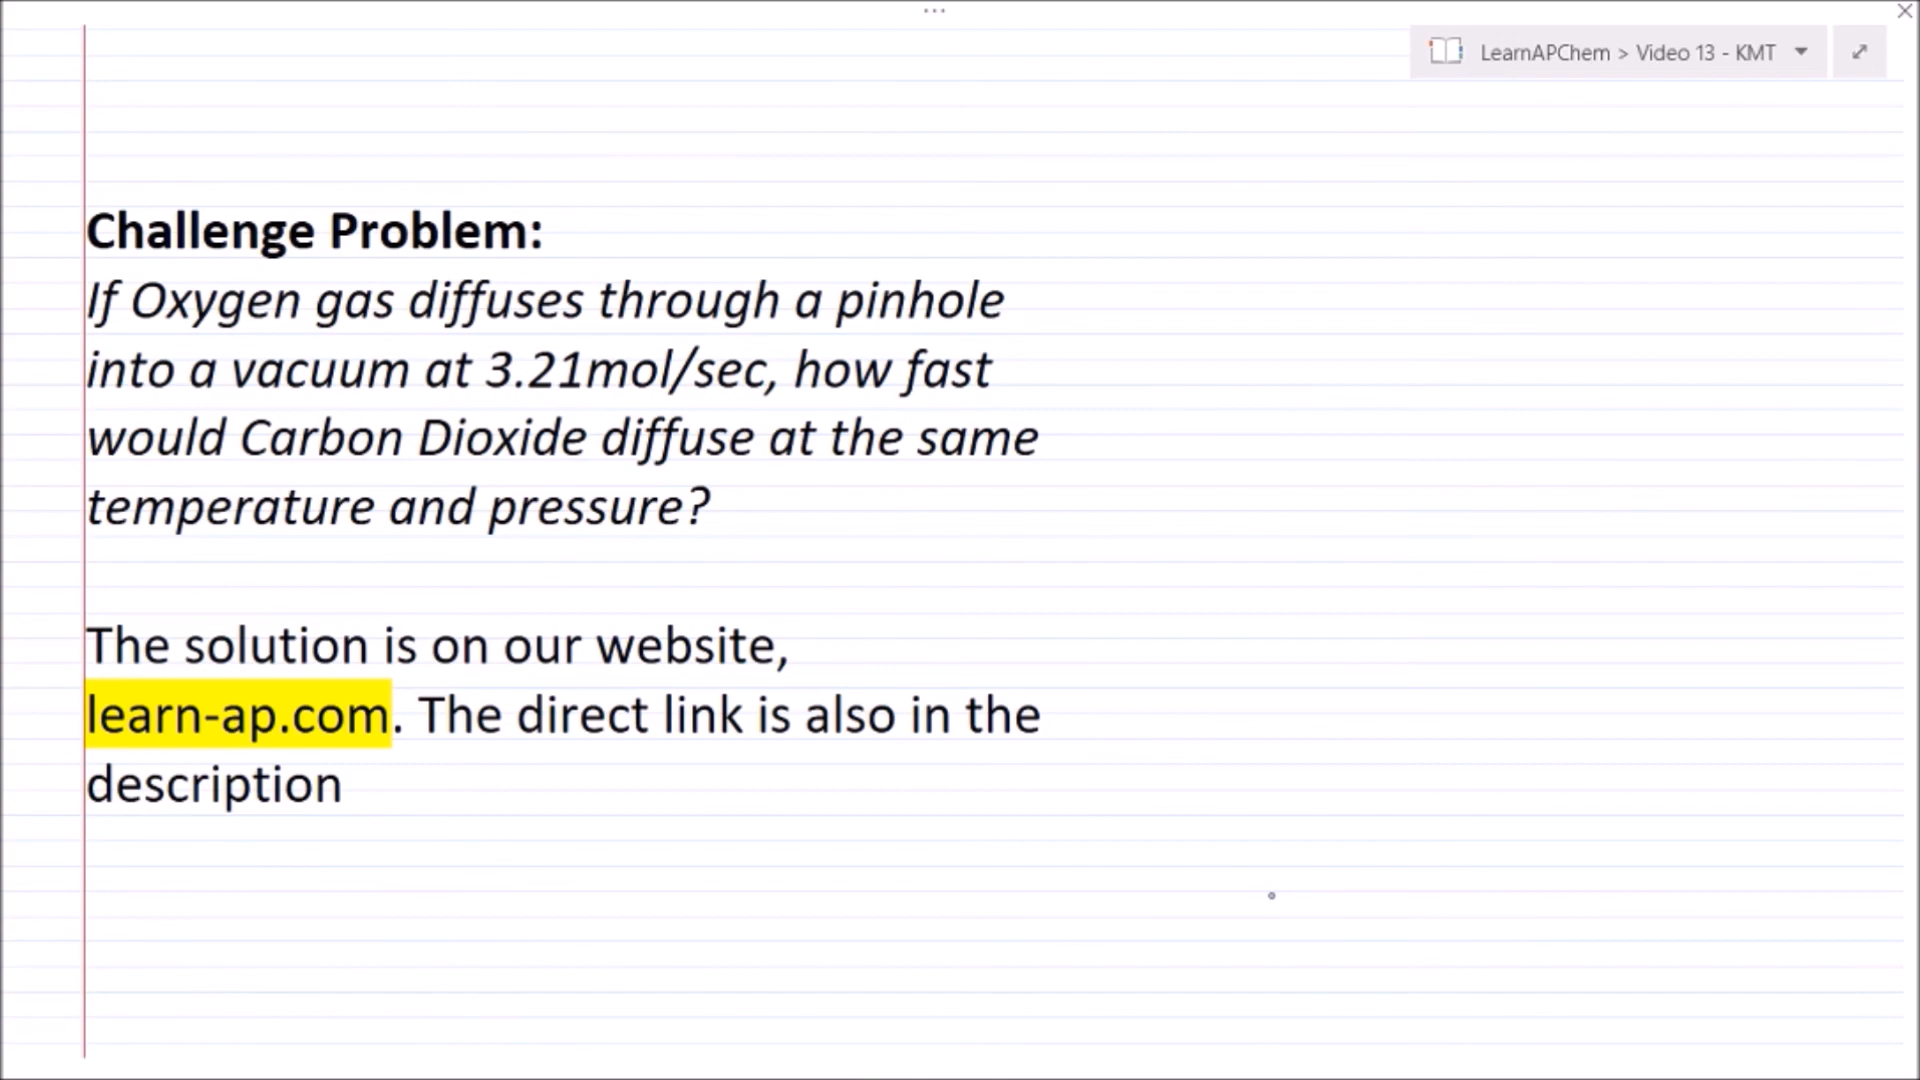 ...
LearnAPChem > Video 13 - KMT
Challenge Problem:
If Oxygen gas diffuses through a pinhole
into a vacuum at 3.21mol/sec, how fast
would Carbon Dioxide diffuse at the same
temperature and pressure?
The solution is on our website,
learn-ap.com. The direct link is also in the
description